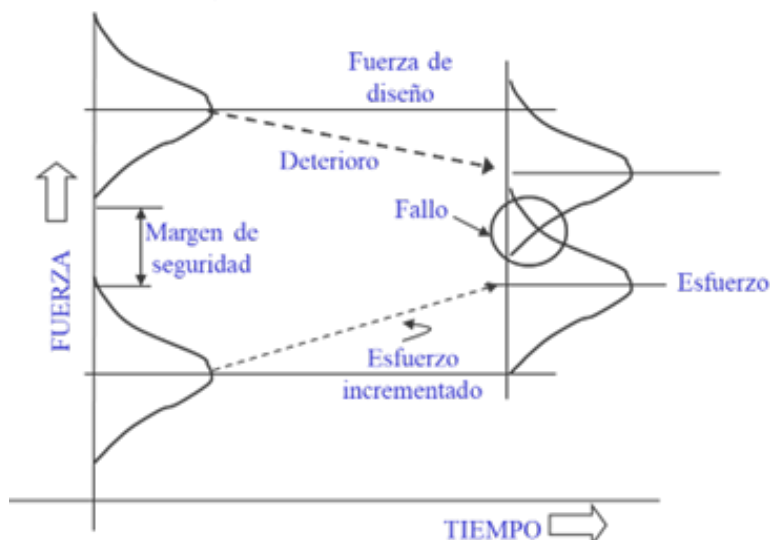 Fuerza de
diseño
Deterioro
Fallo
Margen de
seguridad
FUERZA
Esfuerzo
Esfuerzo
incrementado
TIEMPO